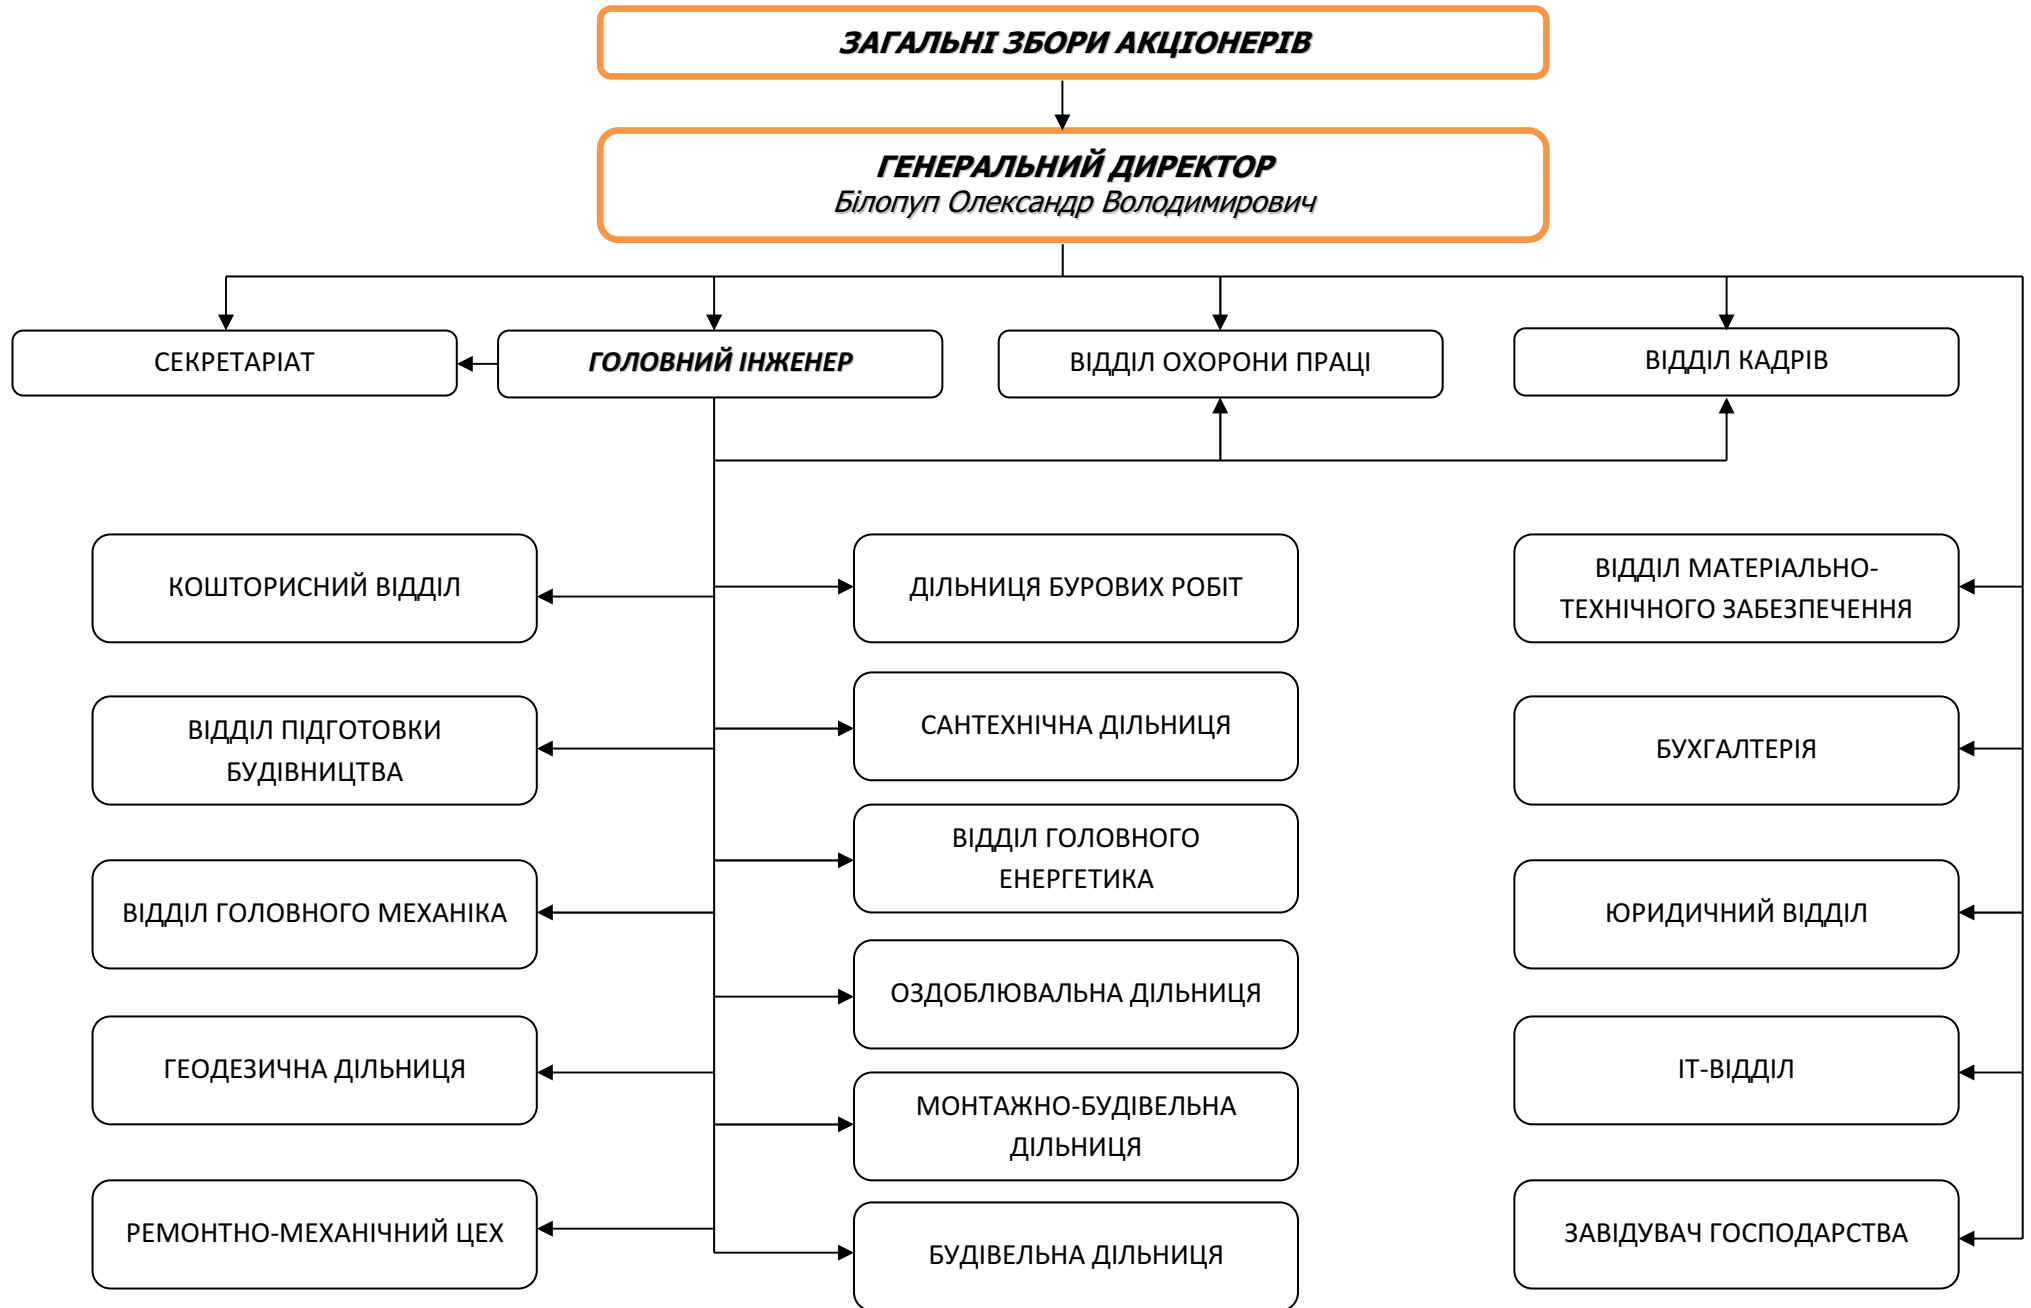 ЗАГАЛЬНІ ЗБОРИ АКЦІОНЕРІВ
ГЕНЕРАЛЬНИЙ ДИРЕКТОР
Білопуп Олександр Володимирович
СЕКРЕТАРІАТ
ГОЛОВНИЙ ІНЖЕНЕР
ВІДДІЛ ОХОРОНИ ПРАЦІ
ВІДДІЛ КАДРІВ
КОШТОРИСНИЙ ВІДДІЛ
ВІДДІЛ ПІДГОТОВКИ
БУДІВНИЦТВА
ВІДДІЛ ГОЛОВНОГО МЕХАНІКА
ГЕОДЕЗИЧНА ДІЛЬНИЦЯ
РЕМОНТНО-МЕХАНІЧНИЙ ЦЕХ
ДІЛЬНИЦЯ БУРОВИХ РОБІТ
САНТЕХНІЧНА ДІЛЬНИЦЯ
ВІДДІЛ ГОЛОВНОГО
ЕНЕРГЕТИКА
ОЗДОБЛЮВАЛЬНА ДІЛЬНИЦЯ
МОНТАЖНО-БУДІВЕЛЬНА
ДІЛЬНИЦЯ
БУДІВЕЛЬНА ДІЛЬНИЦЯ
ВІДДІЛ МАТЕРІАЛЬНО-
ТЕХНІЧНОГО ЗАБЕЗПЕЧЕННЯ
БУХГАЛТЕРІЯ
ЮРИДИЧНИЙ ВІДДІЛ
ІТ-ВІДДІЛ
ЗАВІДУВАЧ ГОСПОДАРСТВА